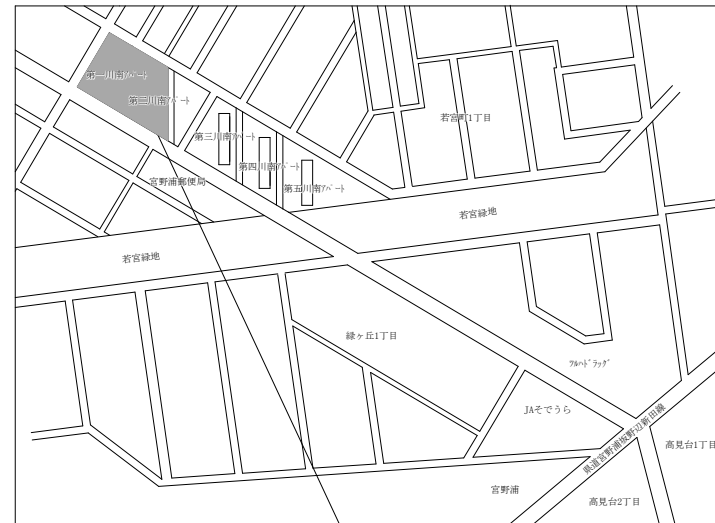 第一川南ｱﾊﾟｰﾄ
第二川南ｱﾊﾟｰﾄ
若宮町1丁目
第三川南ｱﾊﾟｰﾄ
第四川南ｱﾊﾟｰﾄ
宮野浦郵便局
第五川南ｱﾊﾟｰﾄ
若宮緑地
若宮緑地
緑ヶ丘1丁目
ﾂﾙﾊﾄﾞﾗｯｸﾞ
JAそでうら
県道宮野浦坂野辺新田線
高見台1丁目
宮野浦
高見台2丁目